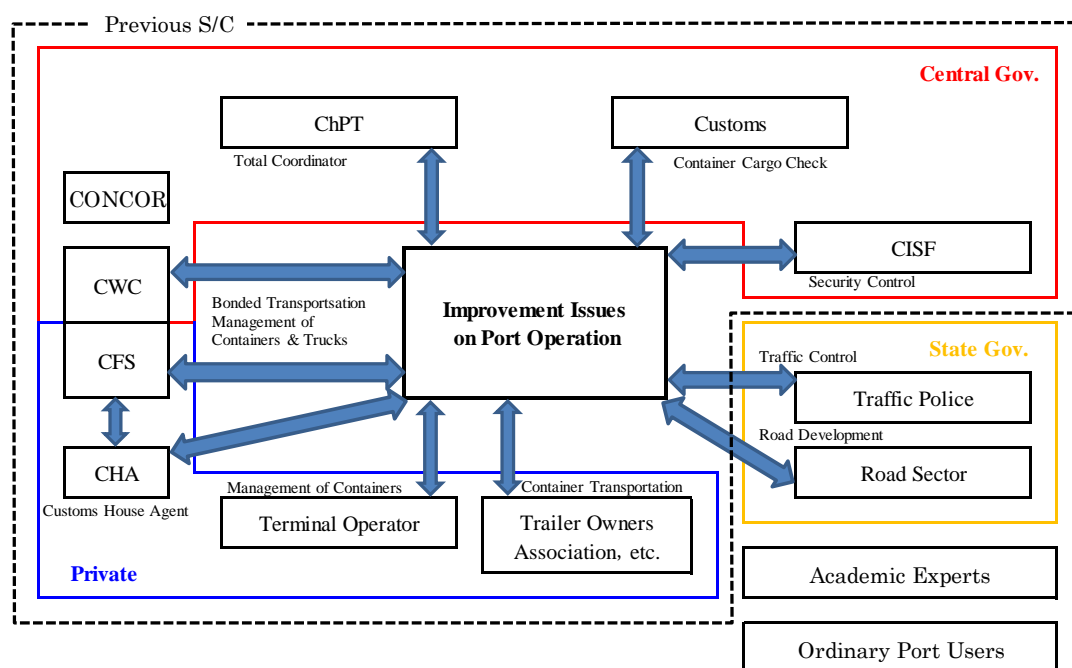 Previous S/C
Central Gov.
ChPT
Customs
Total Coordinator
Container Cargo Check
CONCOR
CISF
Security Control
CWC
Bonded Transportsation
Management of
Containers & Trucks
Improvement Issues
on Port Operation
CFS
State Gov.
Traffic Control
Traffic Police
Road Development
Road Sector
CHA
Customs House Agent
Management of Containers
Container Transportation
Terminal Operator
Trailer Owners
Association, etc.
Private
Academic Experts
Ordinary Port Users